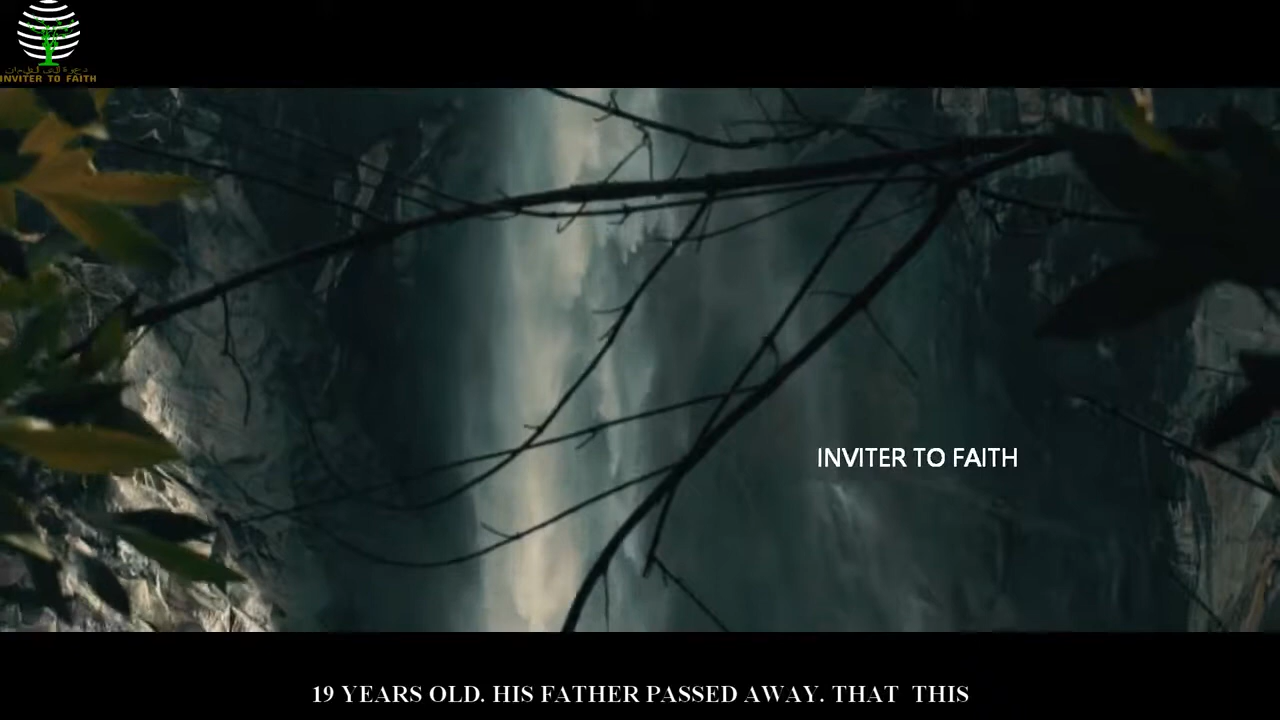 INVITER TO FAITH
INVITER TO FAITH
19 YEARS OLD. HIS FATHER PASSED AWAY. THAT THIS